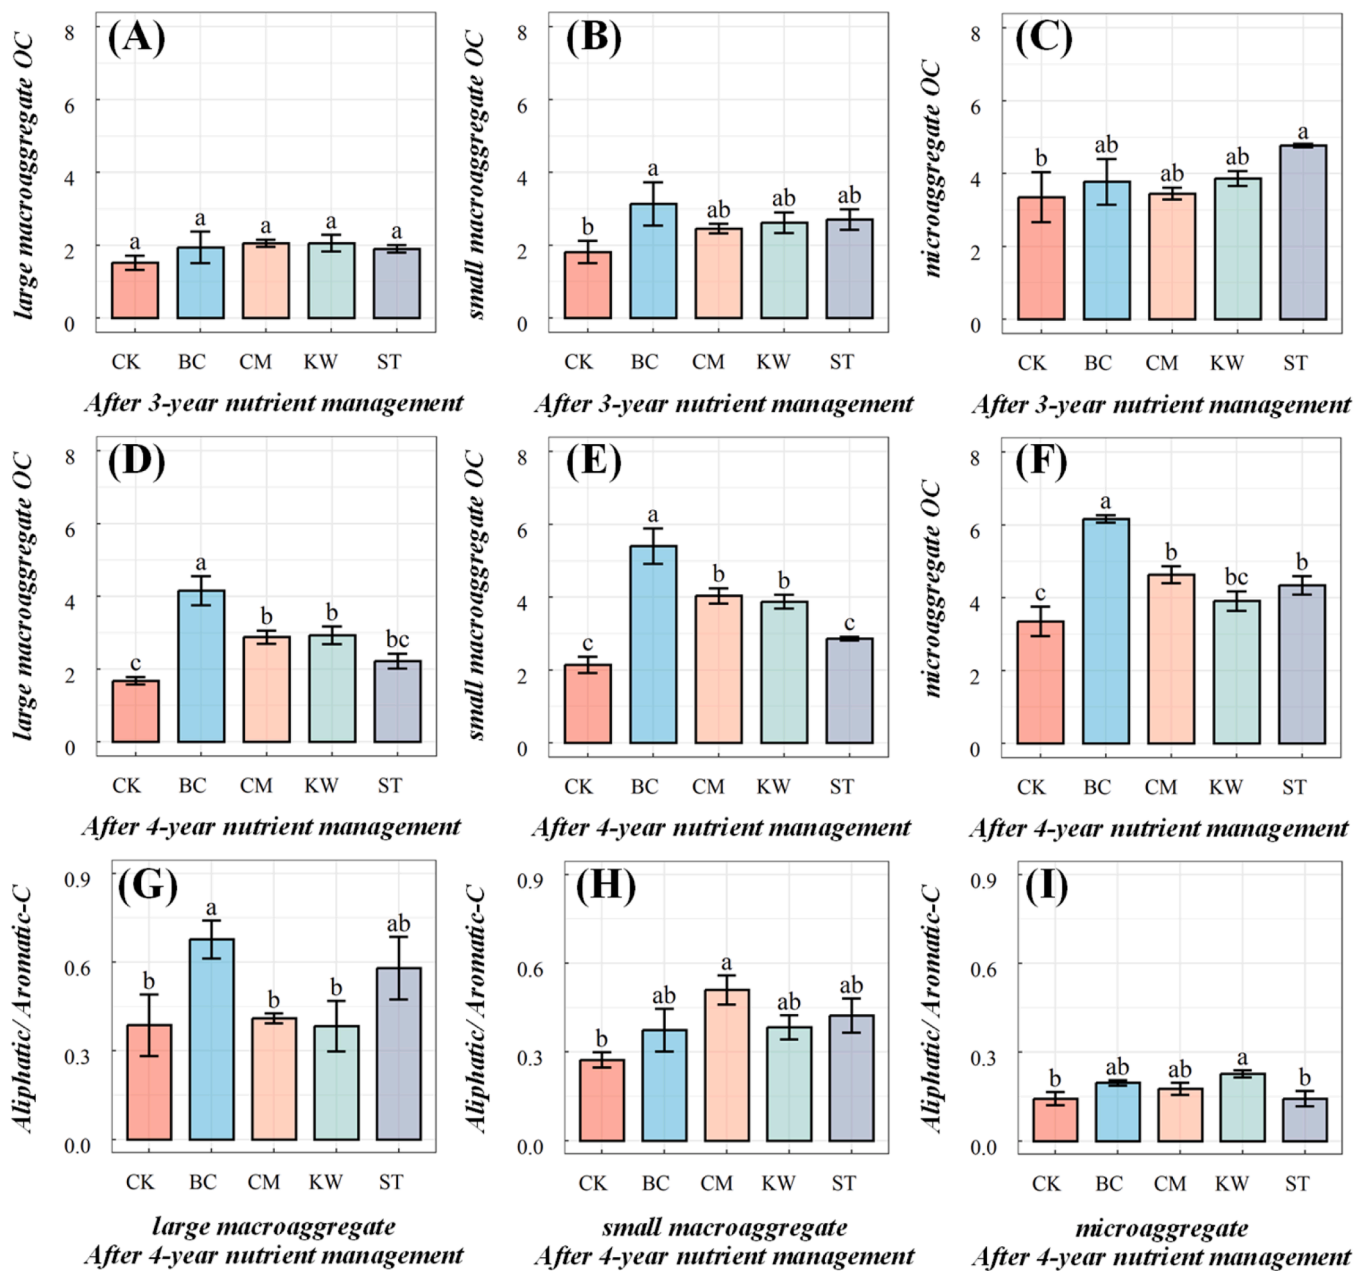 (A)
large macroaggregate OC
8
6
4
2
0
a
a
a
a
a
CK BC CM KW ST
After 3-year nutrient management
(B)
small macroaggregate OC
8
6
4
2
0
b
a
ab
ab
ab
CK BC CM KW ST
After 3-year nutrient management
(C)
microaggregate OC
8
6
4
2
0
b
ab
ab
ab
a
CK BC CM KW ST
After 3-year nutrient management
(D)
large macroaggregate OC
8
6
4
2
0
c
a
b
b
bc
CK BC CM KW ST
After 4-year nutrient management
(E)
small macroaggregate OC
8
6
4
2
0
c
a
b
b
c
CK BC CM KW ST
After 4-year nutrient management
(F)
microaggregate OC
8
6
4
2
0
c
a
b
bc
b
CK BC CM KW ST
After 4-year nutrient management
(G)
Aliphatic/ Aromatic-C
0.9
0.6
0.3
0.0
b
a
b
b
ab
CK BC CM KW ST
large macroaggregate
After 4-year nutrient management
(H)
Aliphatic/ Aromatic-C
0.9
0.6
0.3
0.0
b
ab
a
ab
ab
CK BC CM KW ST
small macroaggregate
After 4-year nutrient management
(I)
Aliphatic/ Aromatic-C
0.9
0.6
0.3
0.0
b
ab
ab
a
b
CK BC CM KW ST
microaggregate
After 4-year nutrient management